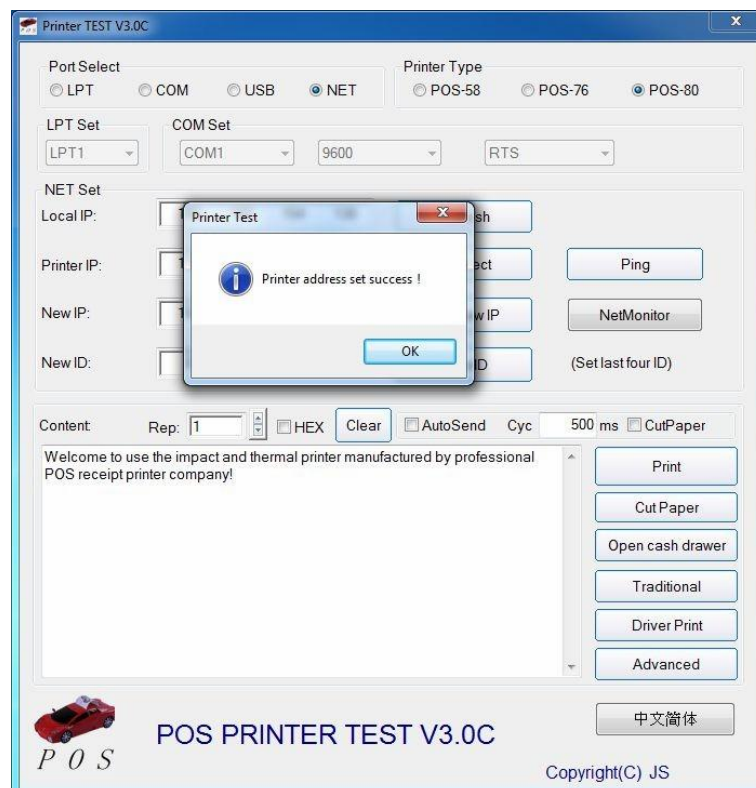 Printer TEST V3.0C
Port Select
LPT COM USB NET
Printer Type
POS-58 POS-76 POS-80
LPT Set
LPT1
COM Set
COM1 9600 RTS
NET Set
Local IP:
Printer IP:
Ping
New IP:
NetMonitor
New ID:
(Set last four ID)
Printer Test
Printer address set success !
OK
Content: Rep: 1 HEX Clear AutoSend Cyc 500 ms CutPaper
Welcome to use the impact and thermal printer manufactured by professional
POS receipt printer company!
Print
Cut Paper
Open cash drawer
Traditional
Driver Print
Advanced
中文简体
POS
POS PRINTER TEST V3.0C
Copyright(C) JS